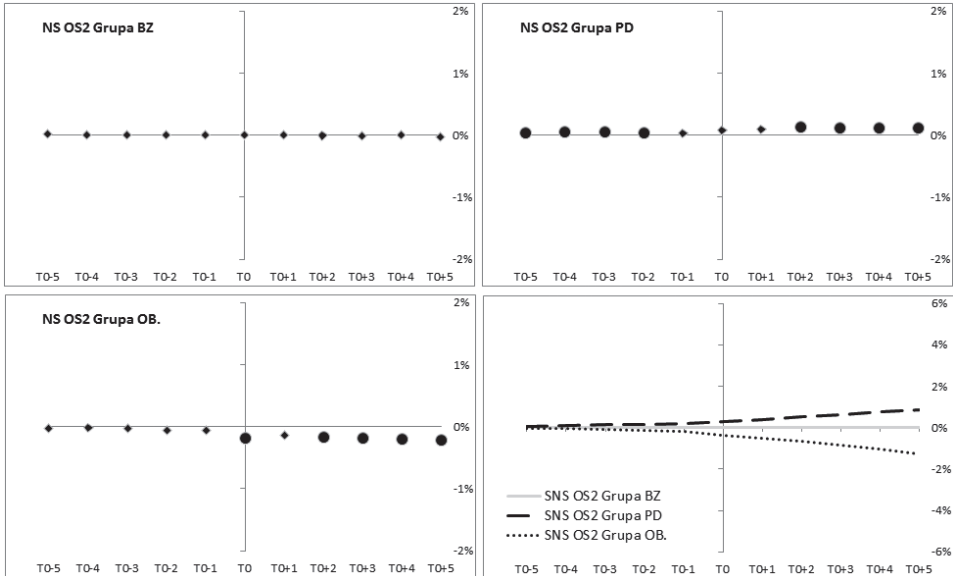 NS OS2 Grupa BZ
2%
1%
0%
-1%
-2%
T0-5 T0-4 T0-3 T0-2 T0-1 T0 T0+1 T0+2 T0+3 T0+4 T0+5
NS OS2 Grupa PD
2%
1%
0%
-1%
-2%
T0-5 T0-4 T0-3 T0-2 T0-1 T0 T0+1 T0+2 T0+3 T0+4 T0+5
NS OS2 Grupa OB.
2%
1%
0%
-1%
-2%
T0-5 T0-4 T0-3 T0-2 T0-1 T0 T0+1 T0+2 T0+3 T0+4 T0+5
6%
4%
2%
0%
-2%
-4%
-6%
SNS OS2 Grupa BZ
SNS OS2 Grupa PD
SNS OS2 Grupa OB.
T0-5 T0-4 T0-3 T0-2 T0-1 T0 T0+1 T0+2 T0+3 T0+4 T0+5